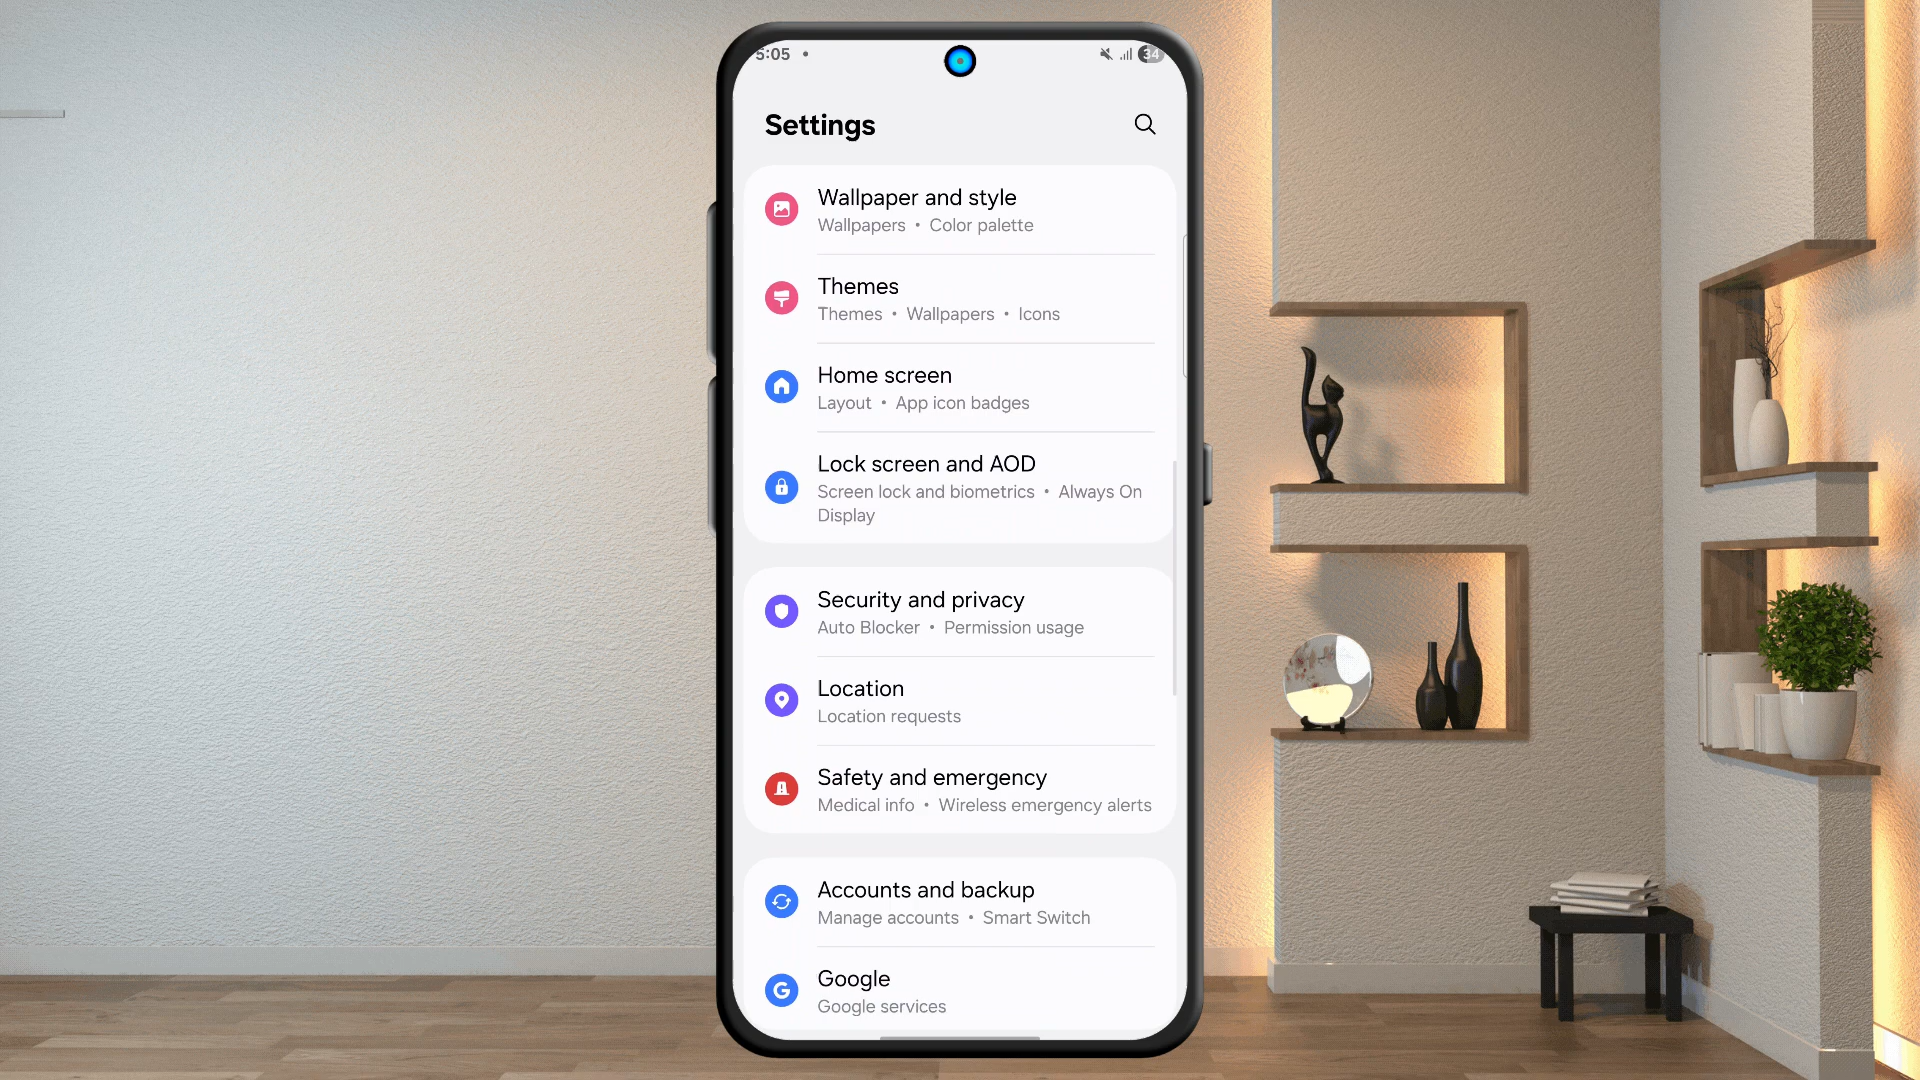 5:05 •
34
Settings
Wallpaper and style
Wallpapers • Color palette
Themes
Themes • Wallpapers • Icons
Home screen
Layout • App icon badges
Lock screen and AOD
Screen lock and biometrics • Always On
Display
Security and privacy
Auto Blocker • Permission usage
Location
Location requests
Safety and emergency
Medical info • Wireless emergency alerts
Accounts and backup
Manage accounts • Smart Switch
Google
Google services